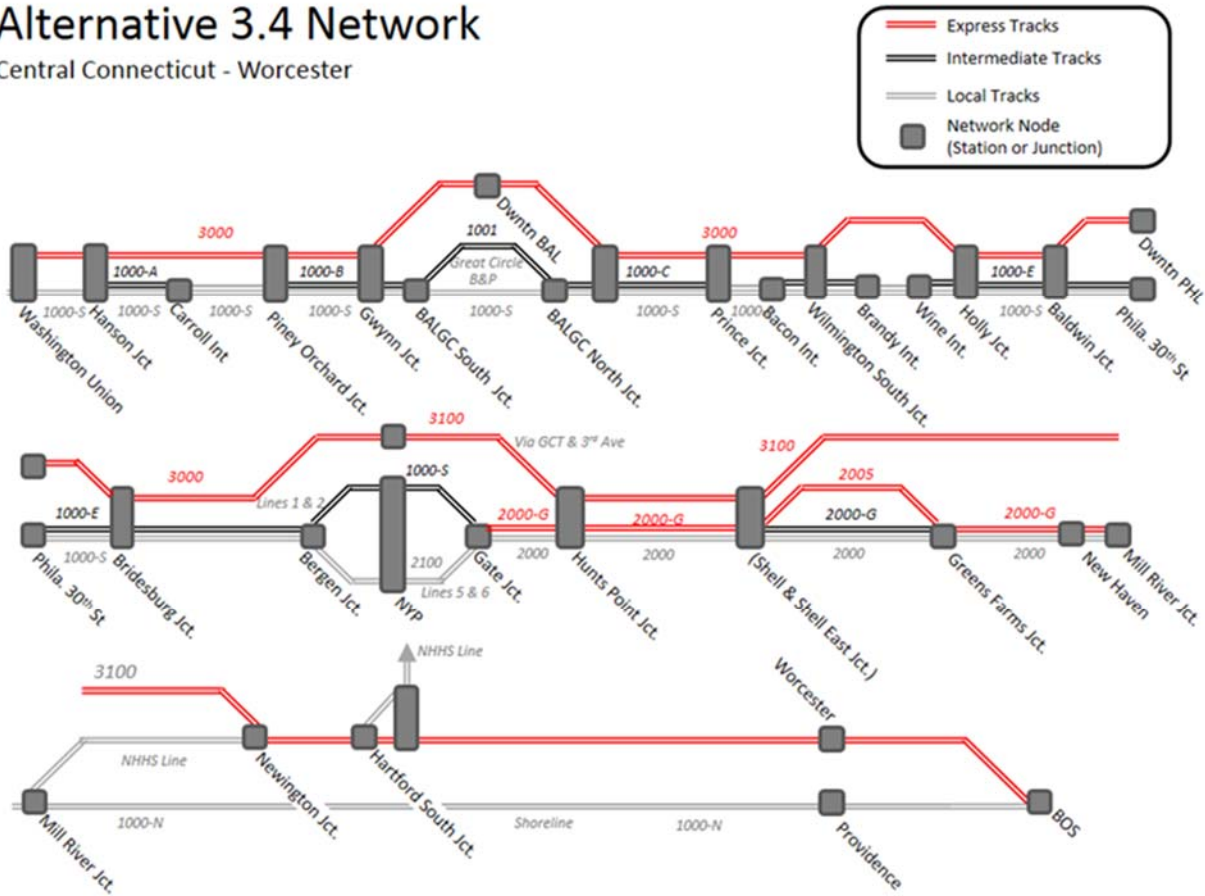 Alternative 3.4 Network
Central Connecticut - Worcester
Express Tracks
Intermediate Tracks
Local Tracks
Network Node
(Station or Junction)
3000
1000-A
1000-B
1001
Great Circle
B&P
Dwntn BAL
1000-C
3000
1000-E
Dwntn PHL
1000-S
1000-S
1000-S
1000-S
1000-S
1000-S
1000
1000-S
Washington Union
Hanson Jct
Carroll Int
Piney Orchard Jct.
Gwynn Jct.
BALGC South Jct.
BALGC North Jct.
Prince Jct.
Bacon Int.
Wilmington South Jct.
Brandy Int.
Wine Int.
Holly Jct.
Baldwin Jct.
Phila. 30th St
3100
Via GCT & 3rd Ave
3100
3000
1000-S
2005
Lines 1 & 2
1000-E
2000-G
2000-G
2000-G
2000-G
1000-S
2100
2000
2000
2000
2000
Lines 5 & 6
Phila. 30th St
Bridesburg Jct.
Bergen Jct.
NYP
Gate Jct.
Hunts Point Jct.
(Shell & Shell East Jct.)
Greens Farms Jct.
New Haven
Mill River Jct.
3100
NHHS Line
Worcester
NHHS Line
Newington Jct.
Hartford South Jct.
Mill River Jct.
1000-N
Shoreline
1000-N
Providence
BOS